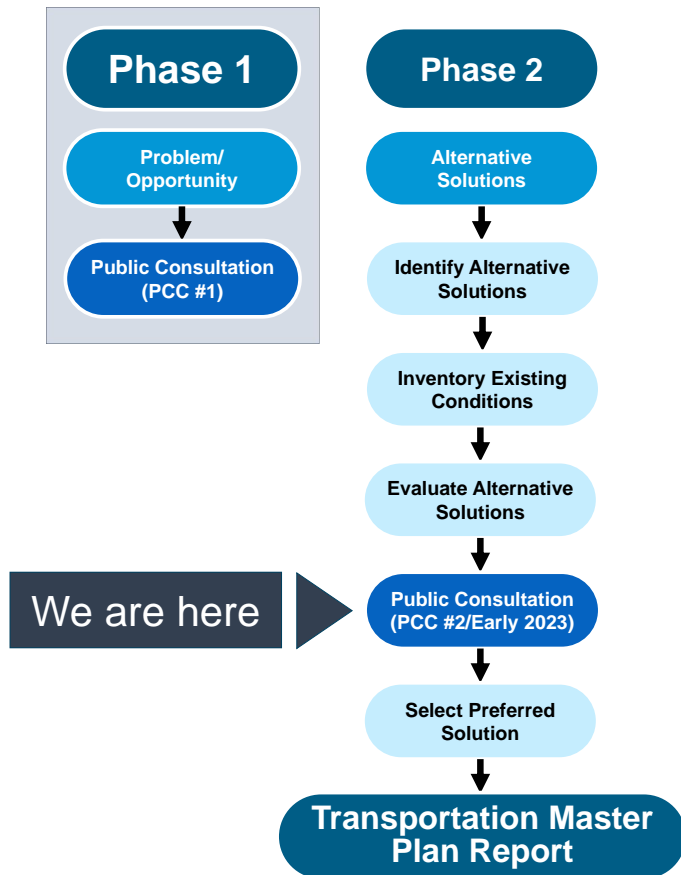 Phase 1
Problem/
Opportunity
Public Consultation
(PCC #1)
Phase 2
Alternative
Solutions
Identify Alternative
Solutions
Inventory Existing
Conditions
Evaluate Alternative
Solutions
We are here
Public Consultation
(PCC #2/Early 2023)
Select Preferred
Solution
Transportation Master
Plan Report